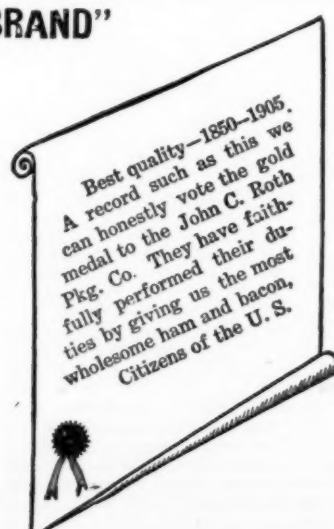 BRAND"
Best quality—1850—1905.
A record such as this we
can honestly vote the gold
medal to the John C. Roth
Pkg. Co. They have faith-
fully performed their du-
ties by giving us the most
wholesome ham and bacon,
Citizens of the U. S.